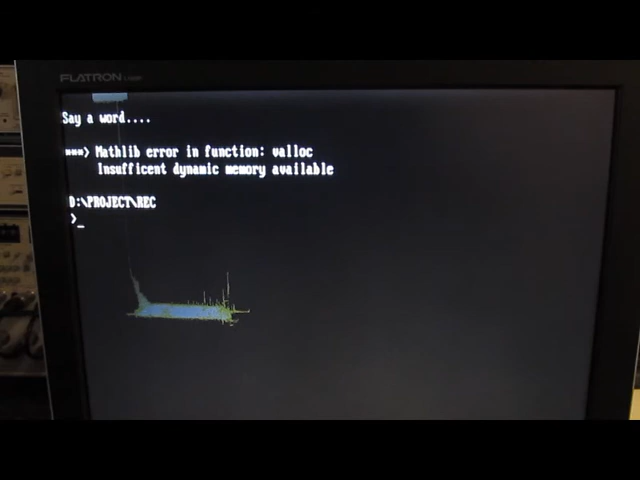 FLATRON
Say a word....
***> Mathlib error in function: valloc
Insufficent dynamic memory available
D:\PROJECT\REC
>_